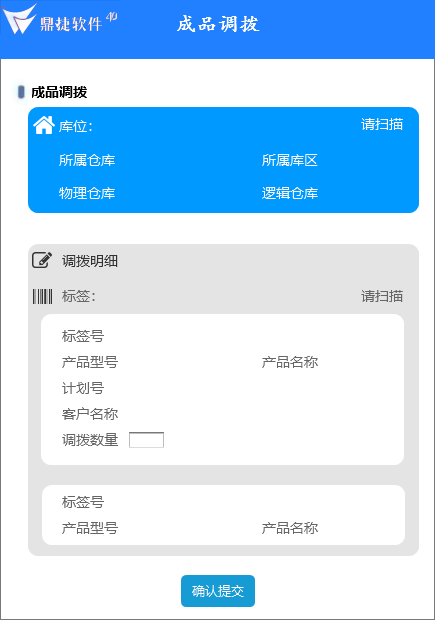 鼎捷软件 40 成品调拨
成品调拨
库位： 请扫描
所属仓库 所属库区
物理仓库 逻辑仓库
调拨明细
标签： 请扫描
标签号
产品型号 产品名称
计划号
客户名称
调拨数量
标签号
产品型号 产品名称
确认提交